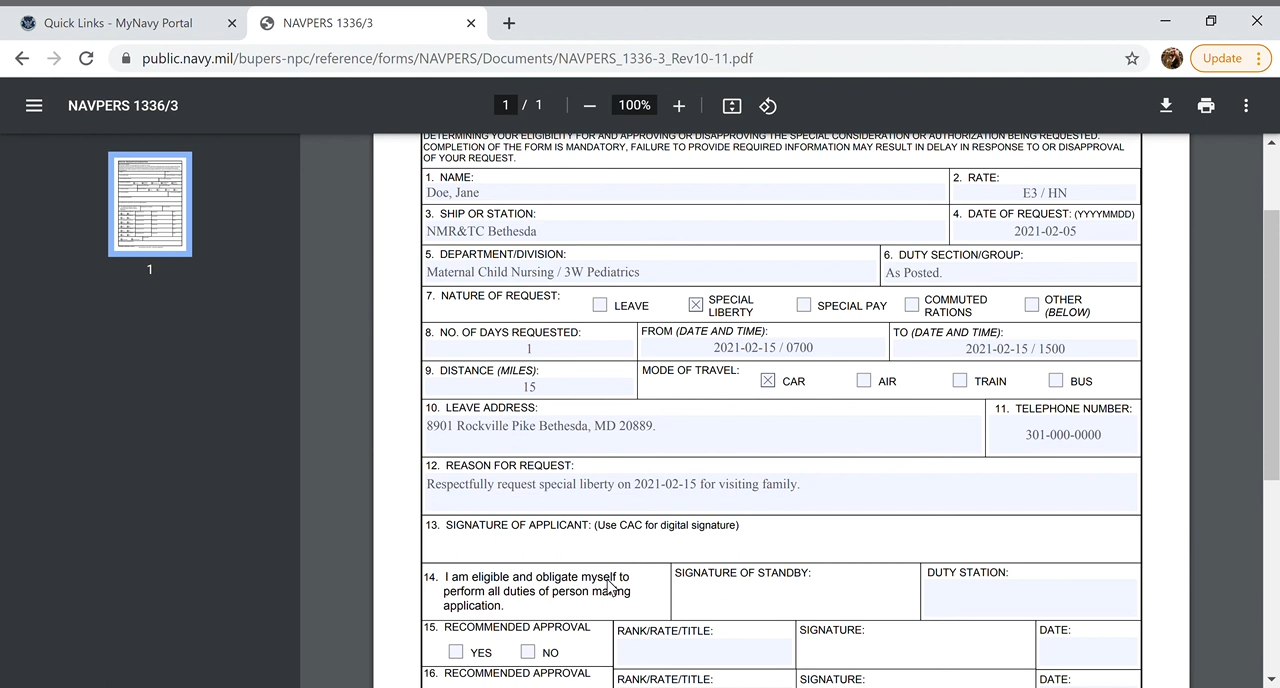 Quick Links - MyNavy Portal
NAVPERS 1336/3
public.navy.mil/bupers-npc/reference/forms/NAVPERS/Documents/NAVPERS_1336-3_Rev10-11.pdf
Update
NAVPERS 1336/3
1 / 1
100%
1
DETERMINING YOUR ELIGIBILITY FOR AND APPROVING OR DISAPPROVING THE SPECIAL CONSIDERATION OR AUTHORIZATION BEING REQUESTED.
COMPLETION OF THE FORM IS MANDATORY, FAILURE TO PROVIDE REQUIRED INFORMATION MAY RESULT IN DELAY IN RESPONSE TO OR DISAPPROVAL
OF YOUR REQUEST.
1. NAME:
Doe, Jane
2. RATE:
E3 / HN
3. SHIP OR STATION:
NMR&TC Bethesda
4. DATE OF REQUEST: (YYYYMMDD)
2021-02-05
5. DEPARTMENT/DIVISION:
Maternal Child Nursing / 3W Pediatrics
6. DUTY SECTION/GROUP:
As Posted.
7. NATURE OF REQUEST:
LEAVE
SPECIAL
LIBERTY
SPECIAL PAY
COMMUTED
RATIONS
OTHER
(BELOW)
8. NO. OF DAYS REQUESTED:
1
FROM (DATE AND TIME):
2021-02-15 / 0700
TO (DATE AND TIME):
2021-02-15 / 1500
9. DISTANCE (MILES):
15
MODE OF TRAVEL:
CAR
AIR
TRAIN
BUS
10. LEAVE ADDRESS:
8901 Rockville Pike Bethesda, MD 20889.
11. TELEPHONE NUMBER:
301-000-0000
12. REASON FOR REQUEST:
Respectfully request special liberty on 2021-02-15 for visiting family.
13. SIGNATURE OF APPLICANT: (Use CAC for digital signature)
14. I am eligible and obligate myself to
perform all duties of person making
application.
SIGNATURE OF STANDBY:
DUTY STATION:
15. RECOMMENDED APPROVAL
YES
NO
RANK/RATE/TITLE:
SIGNATURE:
DATE:
16. RECOMMENDED APPROVAL
RANK/RATE/TITLE:
SIGNATURE:
DATE: